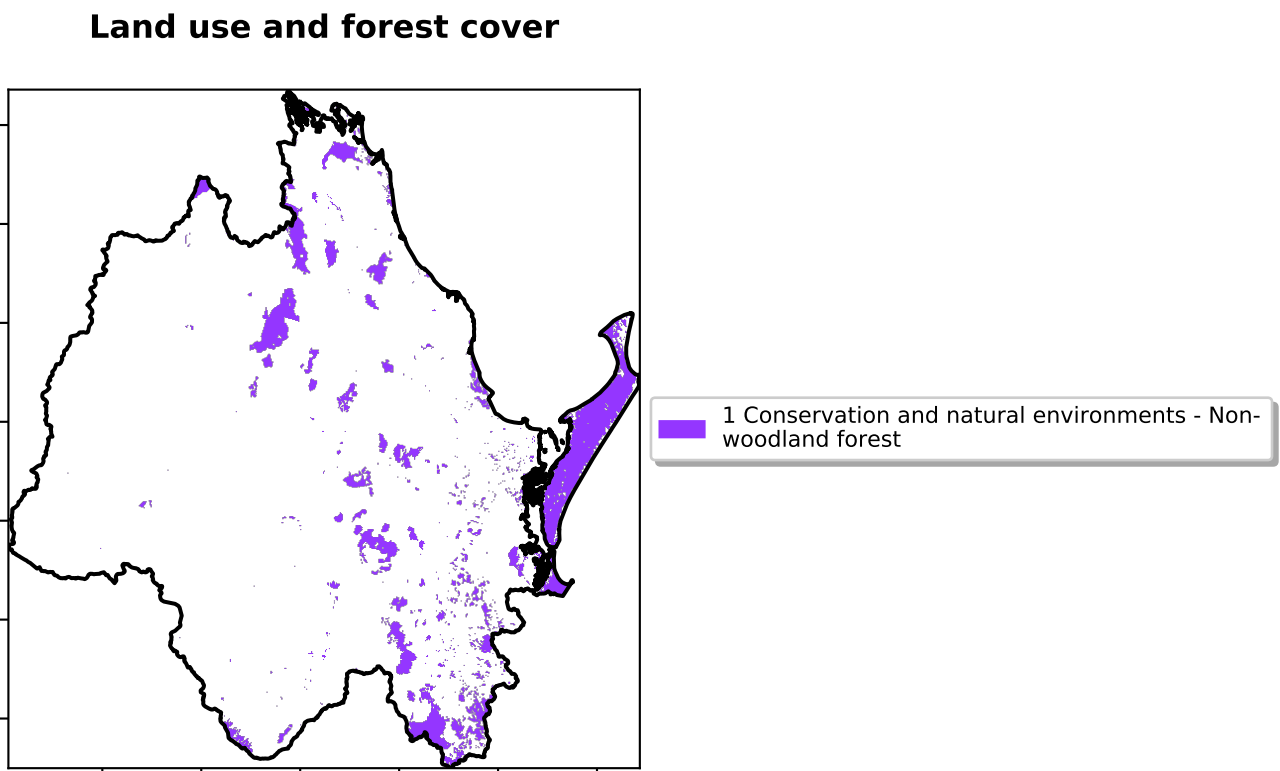 Land use and forest cover
1 Conservation and natural environments - Non-
woodland forest